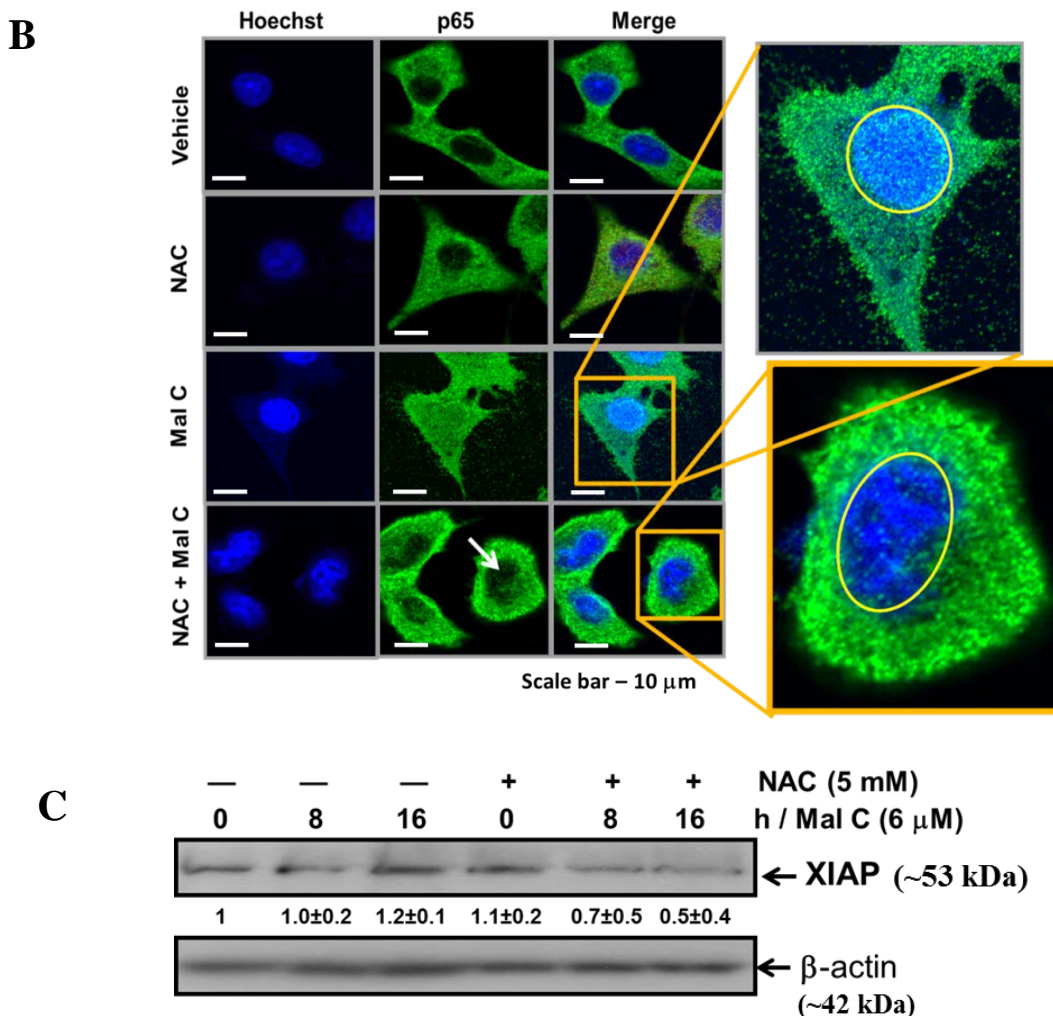 B
Hoechst p65 Merge
Vehicle
NAC
Mal C
NAC + Mal C
Scale bar – 10 μm
C
— — — + + + NAC (5 mM)
0 8 16 0 8 16 h / Mal C (6 μM)
XIAP (~53 kDa)
1 1.0±0.2 1.2±0.1 1.1±0.2 0.7±0.5 0.5±0.4
β-actin
(~42 kDa)